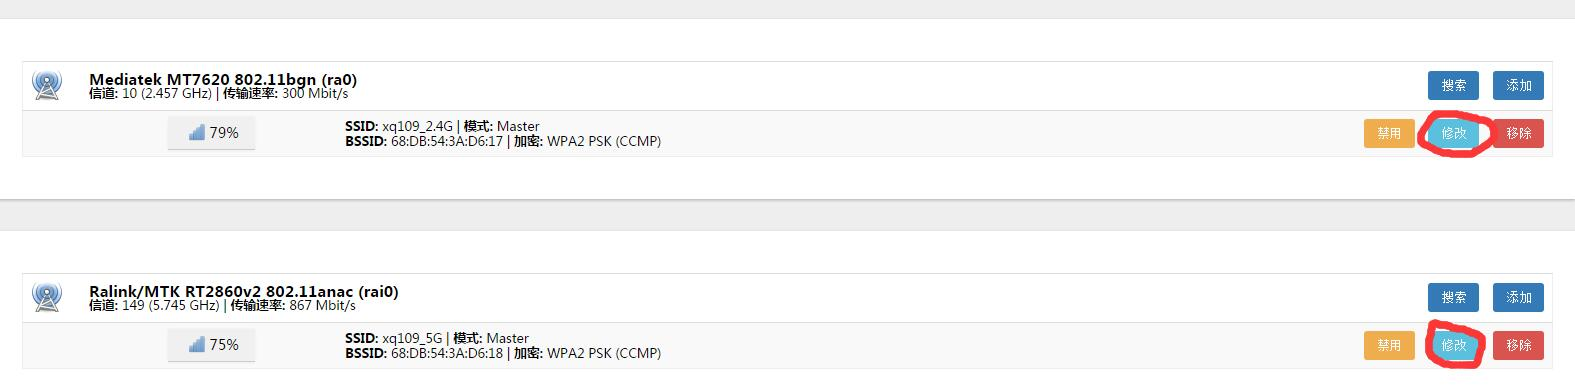 Mediatek MT7620 802.11bgn (ra0)
信道: 10 (2.457 GHz) | 传输速率: 300 Mbit/s
搜索 添加
79%
SSID: xq109_2.4G | 模式: Master
BSSID: 68:DB:54:3A:D6:17 | 加密: WPA2 PSK (CCMP)
禁用 修改 移除
Ralink/MTK RT2860v2 802.11anac (rai0)
信道: 149 (5.745 GHz) | 传输速率: 867 Mbit/s
搜索 添加
75%
SSID: xq109_5G | 模式: Master
BSSID: 68:DB:54:3A:D6:18 | 加密: WPA2 PSK (CCMP)
禁用 修改 移除